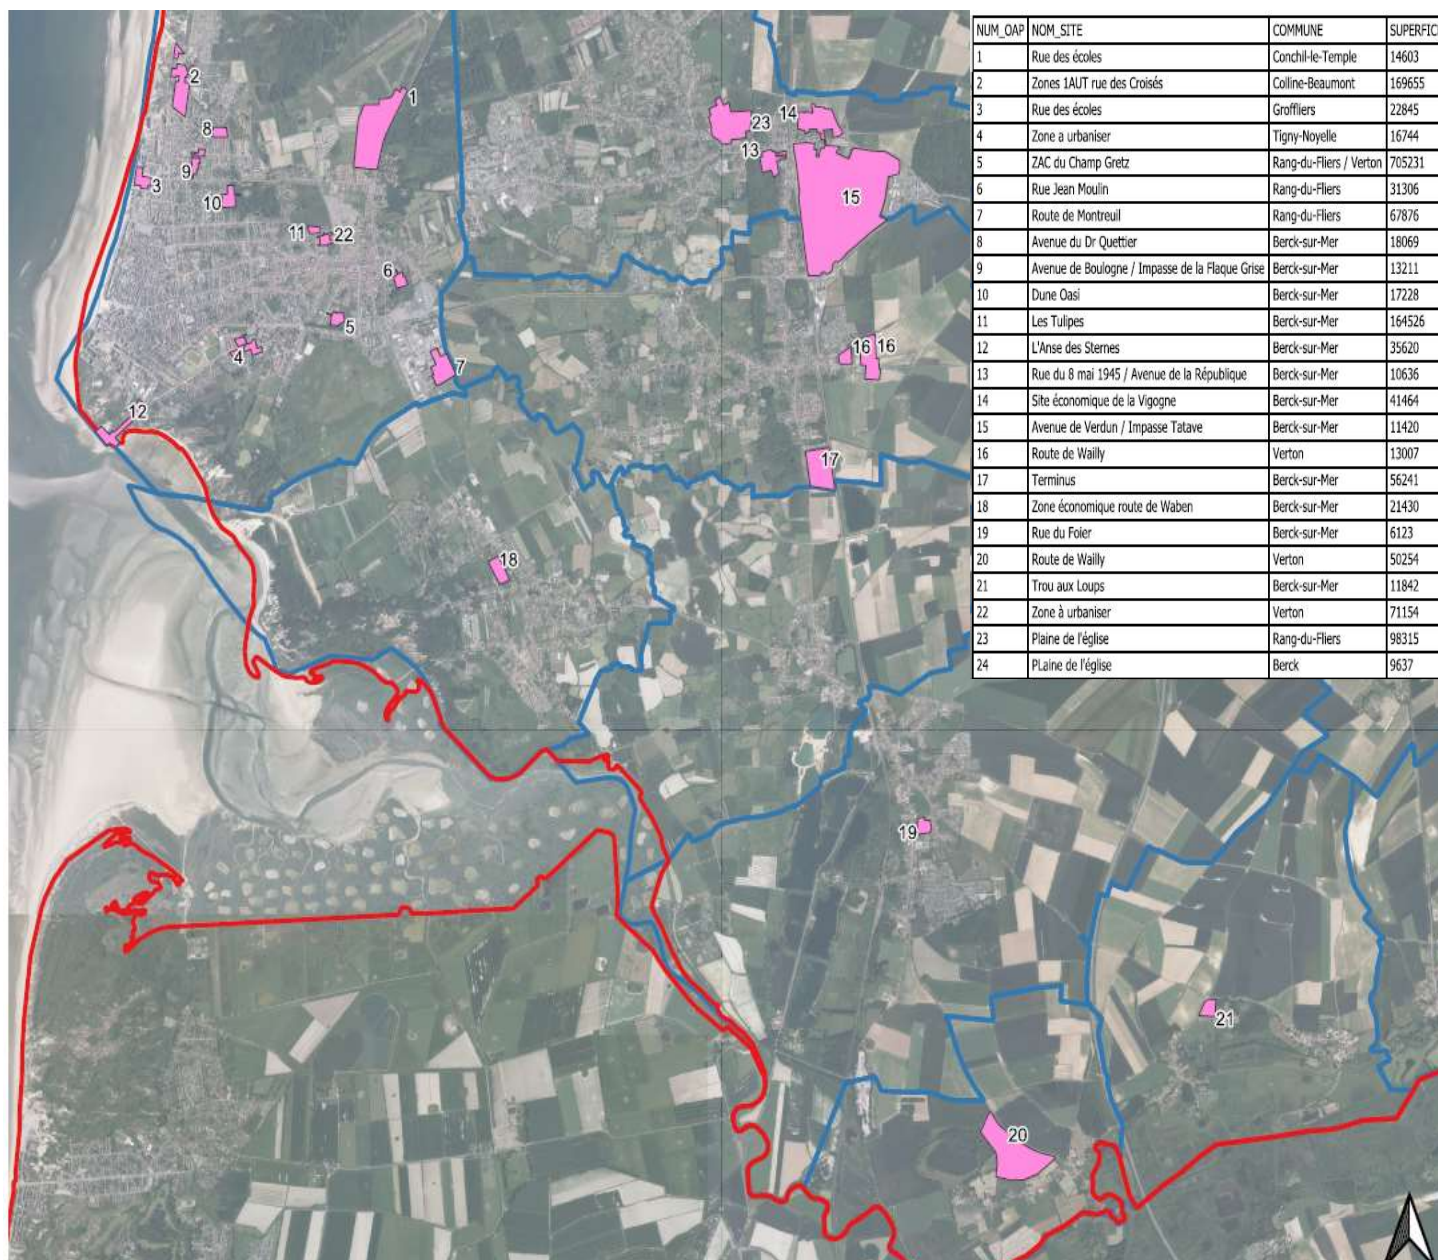 NUM_OAP NOM_SITE COMMUNE SUPERFIC
1 Rue des écoles Conchil-le-Temple 14603
2 Zones 1AUT rue des Croisés Colline-Beaumont 169655
3 Rue des écoles Groffliers 22845
4 Zone a urbaniser Tigny-Noyelle 16744
5 ZAC du Champ Gretz Rang-du-Fliers / Verton 705231
6 Rue Jean Moulin Rang-du-Fliers 31306
7 Route de Montreuil Rang-du-Fliers 67876
8 Avenue du Dr Quettier Berck-sur-Mer 18069
9 Avenue de Boulogne / Impasse de la Flaque Grise Berck-sur-Mer 13211
10 Dune Oasi Berck-sur-Mer 17228
11 Les Tulipes Berck-sur-Mer 164526
12 L'Anse des Sternes Berck-sur-Mer 35620
13 Rue du 8 mai 1945 / Avenue de la République Berck-sur-Mer 10636
14 Site économique de la Vigogne Berck-sur-Mer 41464
15 Avenue de Verdun / Impasse Tatave Berck-sur-Mer 11420
16 Route de Wailly Verton 13007
17 Terminus Berck-sur-Mer 56241
18 Zone économique route de Waben Berck-sur-Mer 21430
19 Rue du Foier Berck-sur-Mer 6123
20 Route de Wailly Verton 50254
21 Trou aux Loups Berck-sur-Mer 11842
22 Zone à urbaniser Verton 71154
23 Plaine de l'église Rang-du-Fliers 98315
24 PLaine de l'église Berck 9637
2
1
8
23
14
9
13
3
10
15
11
22
6
5
4
16
16
7
12
17
18
19
21
20